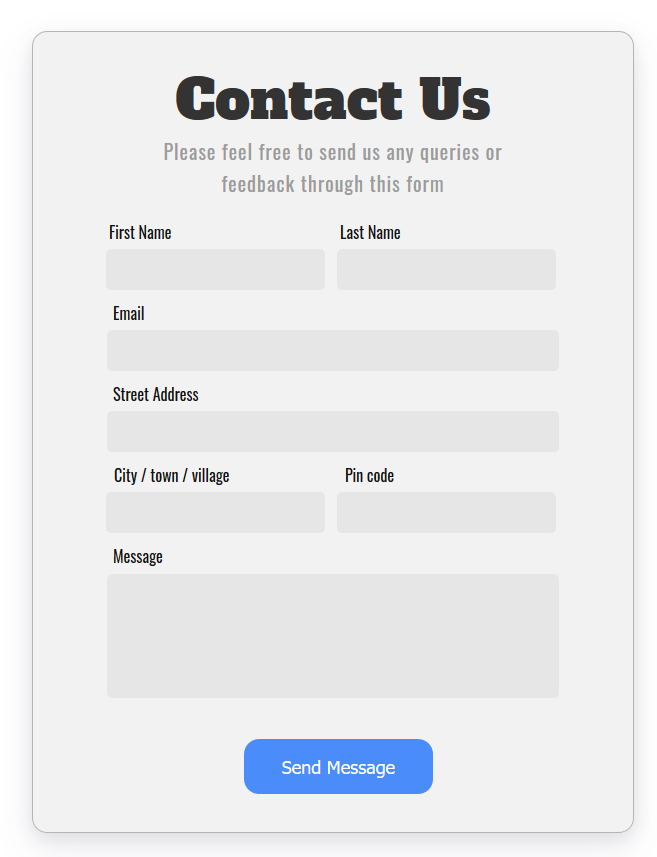 Contact Us
Please feel free to send us any queries or
feedback through this form
First Name
Last Name
Email
Street Address
City / town / village
Pin code
Message
Send Message